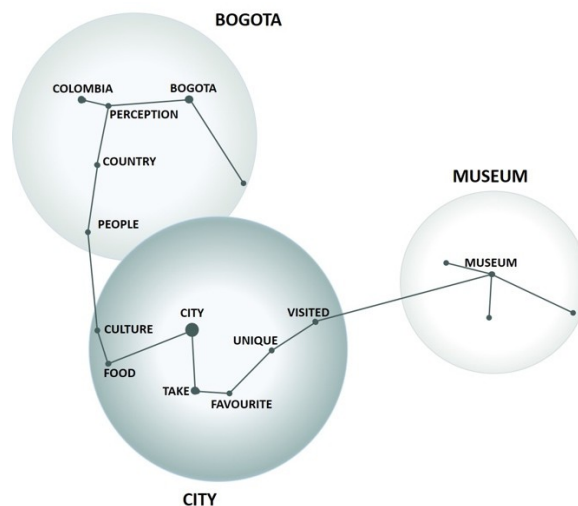 BOGOTA
COLOMBIA
BOGOTA
PERCEPTION
COUNTRY
MUSEUM
PEOPLE
MUSEUM
CITY
VISITED
CULTURE
UNIQUE
FOOD
TAKE
FAVOURITE
CITY